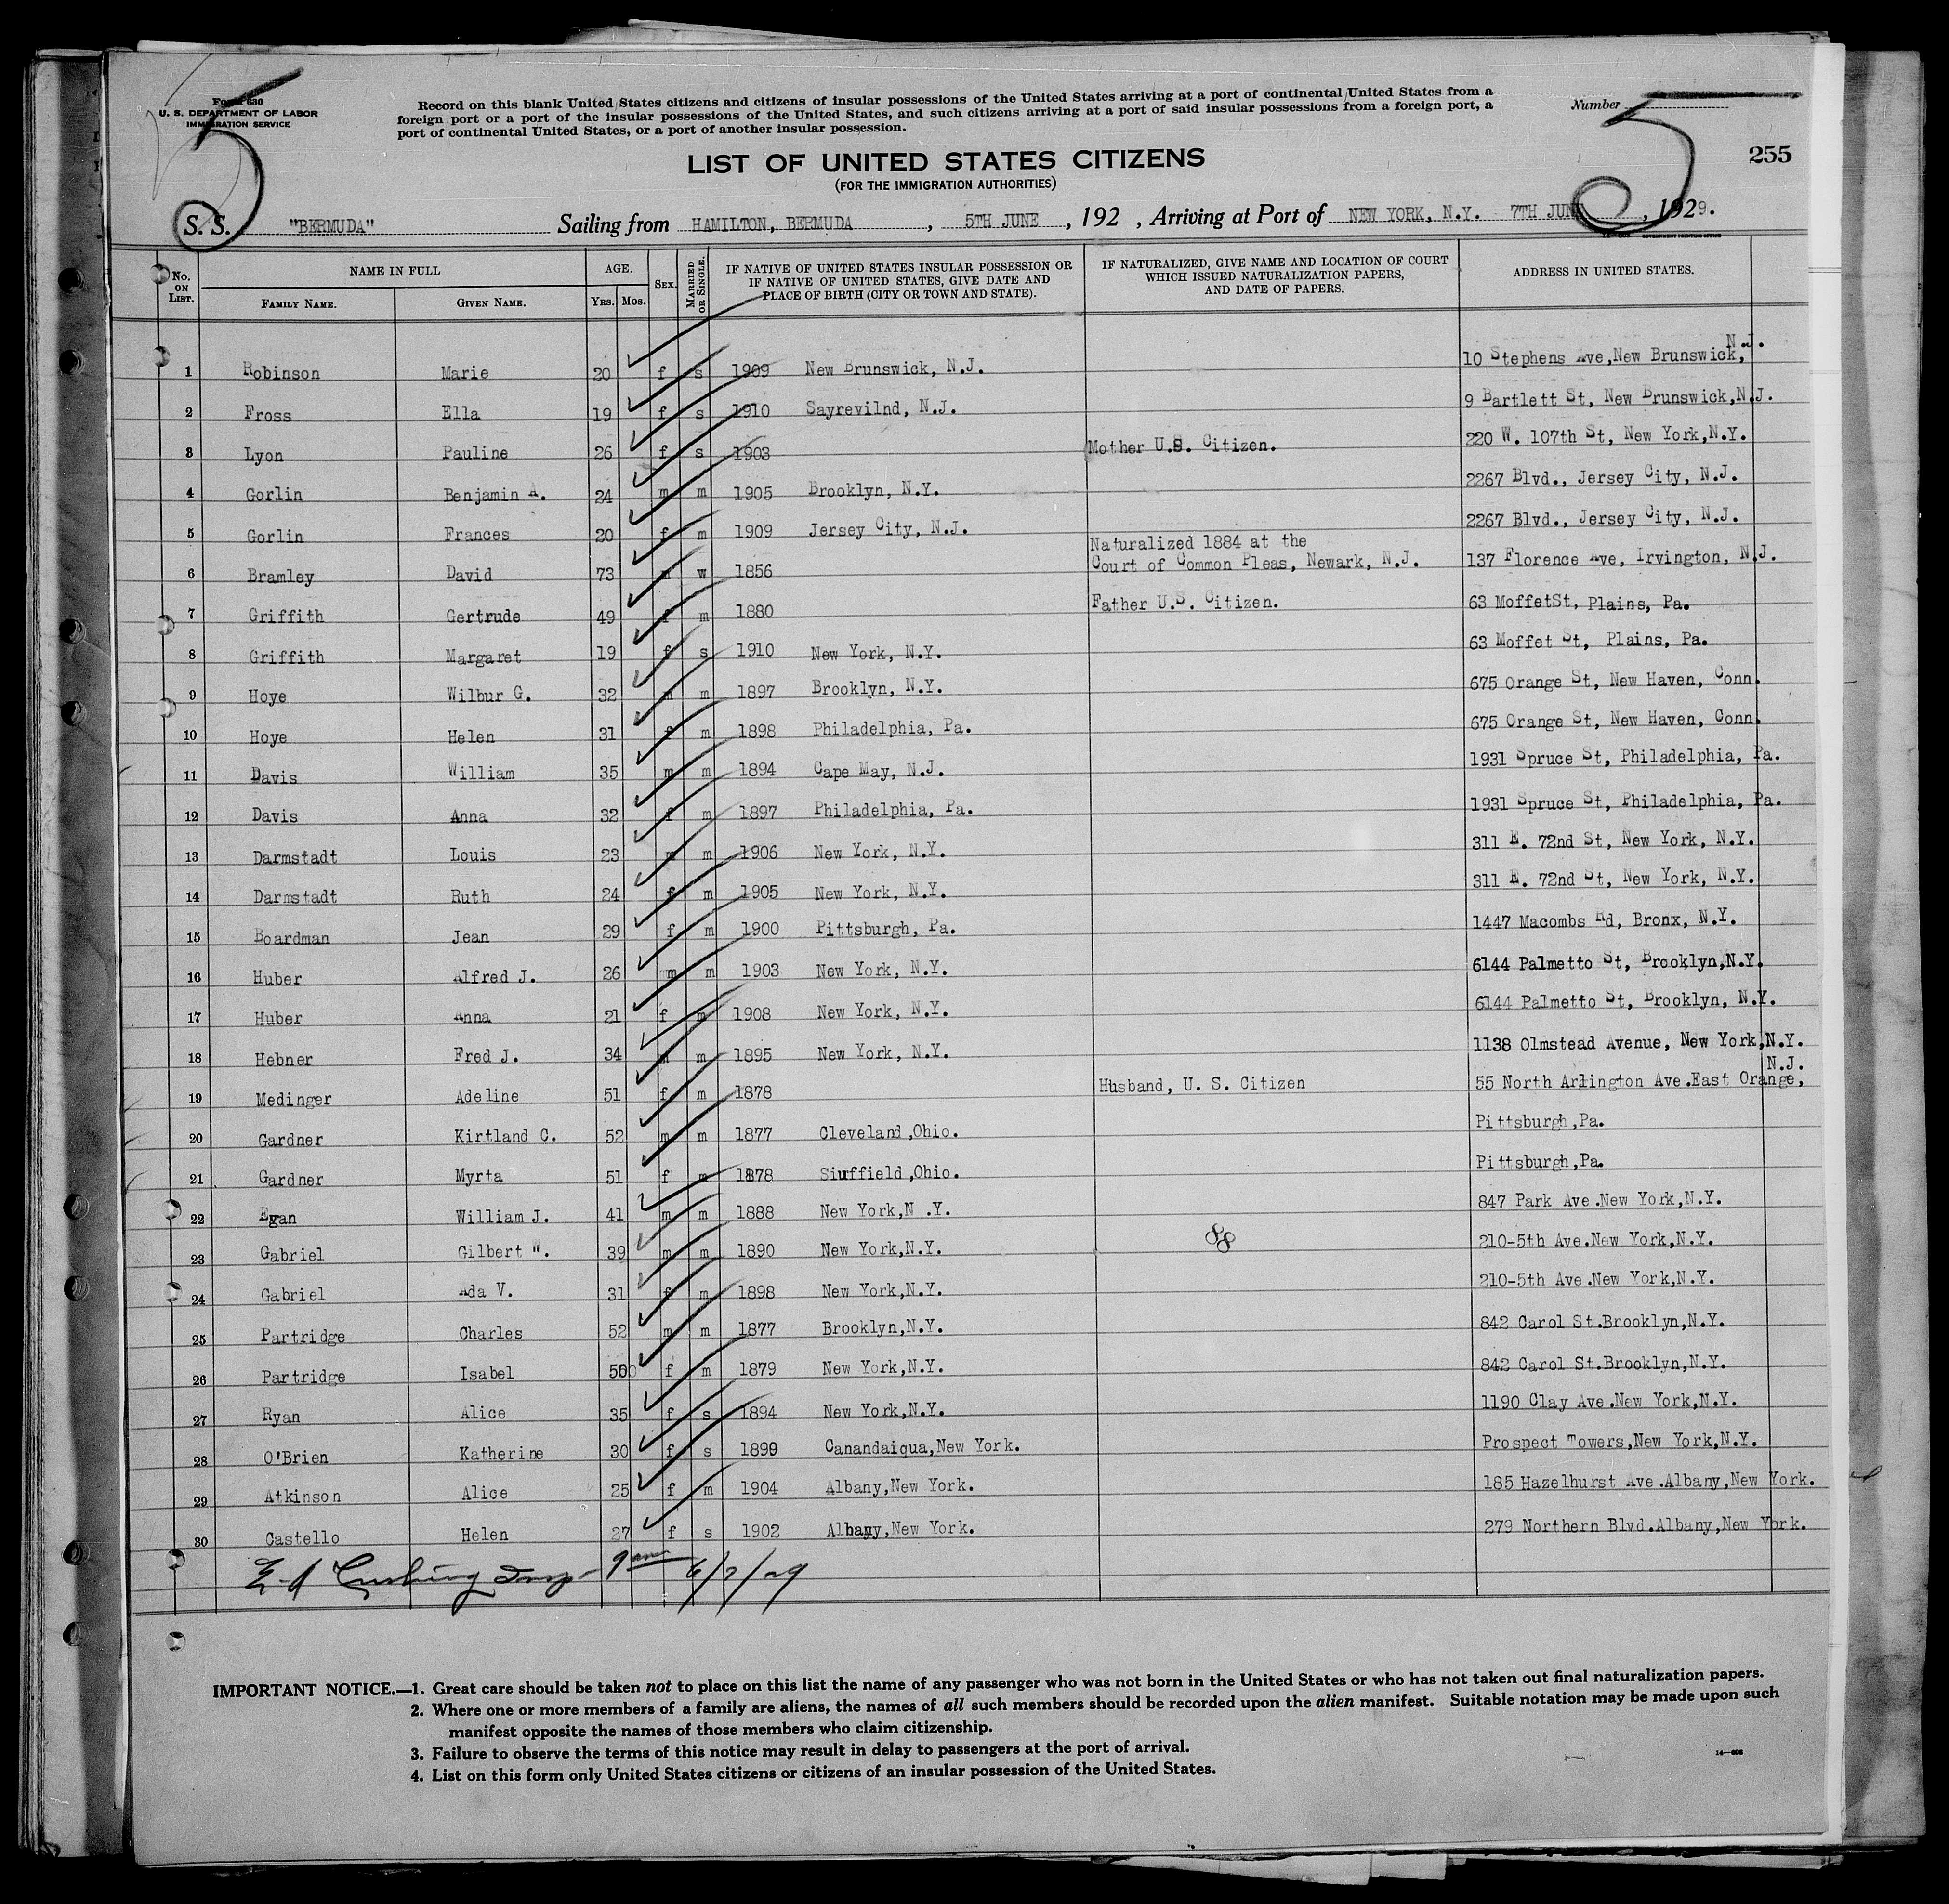 Form 630
U. S. DEPARTMENT OF LABOR
IMMIGRATION SERVICE
Record on this blank United States citizens and citizens of insular possessions of the United States arriving at a port of continental United States from a
foreign port or a port of the insular possessions of the United States, and such citizens arriving at a port of said insular possessions from a foreign port, a
port of continental United States, or a port of another insular possession.
Number
5
5
255
LIST OF UNITED STATES CITIZENS
(FOR THE IMMIGRATION AUTHORITIES)
S. S. "BERMUDA" Sailing from HAMILTON, BERMUDA, 5TH JUNE, 192 , Arriving at Port of NEW YORK, N.Y. 7TH JUNE, 1929.
No. ON LIST. NAME IN FULL FAMILY NAME. GIVEN NAME. AGE. Yrs. Mos. SEX. MARRIED OR SINGLE. IF NATIVE OF UNITED STATES INSULAR POSSESSION OR IF NATIVE OF UNITED STATES, GIVE DATE AND PLACE OF BIRTH (CITY OR TOWN AND STATE). IF NATURALIZED, GIVE NAME AND LOCATION OF COURT WHICH ISSUED NATURALIZATION PAPERS, AND DATE OF PAPERS. ADDRESS IN UNITED STATES.
1 Robinson Marie 20 f s 1909 New Brunswick, N.J. 10 Stephens Ave,New Brunswick, N.J.
2 Fross Ella 19 f s 1910 Sayrevilnd, N.J. 9 Bartlett St, New Brunswick,N.J.
3 Lyon Pauline 26 f s 1903 Mother U.S. Citizen. 220 W. 107th St, New York,N.Y.
4 Gorlin Benjamin A. 24 m m 1905 Brooklyn, N.Y. 2267 Blvd., Jersey City, N.J.
5 Gorlin Frances 20 f m 1909 Jersey City, N.J. 2267 Blvd., Jersey City, N.J.
6 Bramley David 73 m w 1856 Naturalized 1884 at the Court of Common Pleas, Newark, N.J. 137 Florence Ave, Irvington, N.J.
7 Griffith Gertrude 49 f m 1880 Father U.S. Citizen. 63 MoffetSt, Plains, Pa.
8 Griffith Margaret 19 f s 1910 New York, N.Y. 63 Moffet St, Plains, Pa.
9 Hoye Wilbur G. 32 m m 1897 Brooklyn, N.Y. 675 Orange St, New Haven, Conn.
10 Hoye Helen 31 f m 1898 Philadelphia, Pa. 675 Orange St, New Haven, Conn.
11 Davis William 35 m m 1894 Cape May, N.J. 1931 Spruce St, Philadelphia, Pa.
12 Davis Anna 32 f m 1897 Philadelphia, Pa. 1931 Spruce St, Philadelphia, Pa.
13 Darmstadt Louis 23 m m 1906 New York, N.Y. 311 E. 72nd St, New York, N.Y.
14 Darmstadt Ruth 24 f m 1905 New York, N.Y. 311 E. 72nd St, New York, N.Y.
15 Boardman Jean 29 f m 1900 Pittsburgh, Pa. 1447 Macombs Rd, Bronx, N.Y.
16 Huber Alfred J. 26 m m 1903 New York, N.Y. 6144 Palmetto St, Brooklyn,N.Y.
17 Huber Anna 21 f m 1908 New York, N.Y. 6144 Palmetto St, Brooklyn, N.Y.
18 Hebner Fred J. 34 m m 1895 New York, N.Y. 1138 Olmstead Avenue, New York,N.Y.
19 Medinger Adeline 51 f m 1878 Husband, U. S. Citizen 55 North Arlington Ave.East Orange, N.J.
20 Gardner Kirtland C. 52 m m 1877 Cleveland,Ohio. Pittsburgh,Pa.
21 Gardner Myrta 51 f m 1878 Siuffield,Ohio. Pittsburgh,Pa.
22 Egan William J. 41 m m 1888 New York,N .Y. 847 Park Ave.New York,N.Y.
23 Gabriel Gilbert W. 39 m m 1890 New York,N.Y. 210-5th Ave.New York,N.Y.
24 Gabriel Ada V. 31 f m 1898 New York,N.Y. 210-5th Ave.New York,N.Y.
25 Partridge Charles 52 m m 1877 Brooklyn,N.Y. 842 Carol St.Brooklyn,N.Y.
26 Partridge Isabel 50 f m 1879 New York,N.Y. 842 Carol St.Brooklyn,N.Y.
27 Ryan Alice 35 f s 1894 New York,N.Y. 1190 Clay Ave.New York,N.Y.
28 O'Brien Katherine 30 f s 1899 Canandaiqua,New York. Prospect Towers,New York,N.Y.
29 Atkinson Alice 25 f m 1904 Albany,New York. 185 Hazelhurst Ave.Albany,New York.
30 Castello Helen 27 f s 1902 Albany,New York. 279 Northern Blvd.Albany,New York.
Cushing Insp 9 am 6/7/29
IMPORTANT NOTICE.—1. Great care should be taken not to place on this list the name of any passenger who was not born in the United States or who has not taken out final naturalization papers.
2. Where one or more members of a family are aliens, the names of all such members should be recorded upon the alien manifest. Suitable notation may be made upon such
manifest opposite the names of those members who claim citizenship.
3. Failure to observe the terms of this notice may result in delay to passengers at the port of arrival.
4. List on this form only United States citizens or citizens of an insular possession of the United States.